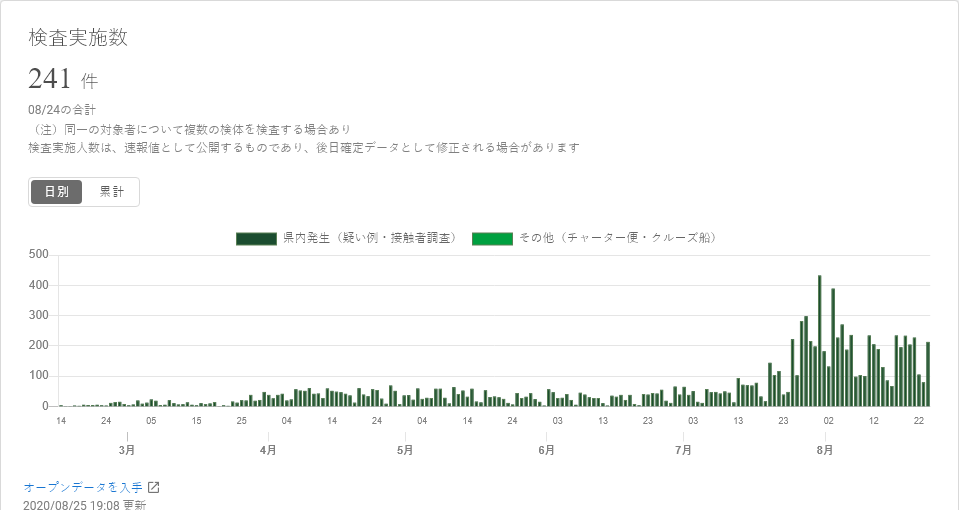 検査実施数
241 件
08/24の合計
（注）同一の対象者について複数の検体を検査する場合あり
検査実施人数は、速報値として公開するものであり、後日確定データとして修正される場合があります
日別 累計
県内発生（疑い例・接触者調査） その他（チャーター便・クルーズ船）
500
400
300
200
100
0
14 24 05 15 25 04 14 24 04 14 24 03 13 23 03 13 23 02 12 22
3月 4月 5月 6月 7月 8月
オープンデータを入手
2020/08/25 19:08 更新